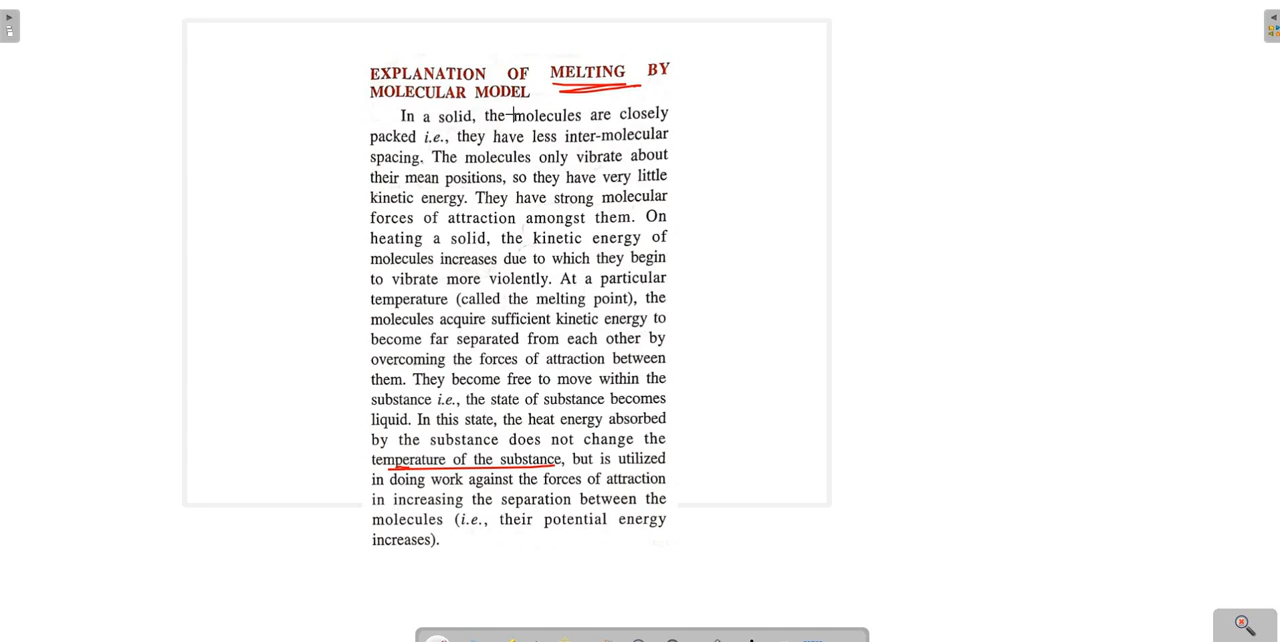 EXPLANATION OF MELTING BY
MOLECULAR MODEL
In a solid, the molecules are closely
packed i.e., they have less inter-molecular
spacing. The molecules only vibrate about
their mean positions, so they have very little
kinetic energy. They have strong molecular
forces of attraction amongst them. On
heating a solid, the kinetic energy of
molecules increases due to which they begin
to vibrate more violently. At a particular
temperature (called the melting point), the
molecules acquire sufficient kinetic energy to
become far separated from each other by
overcoming the forces of attraction between
them. They become free to move within the
substance i.e., the state of substance becomes
liquid. In this state, the heat energy absorbed
by the substance does not change the
temperature of the substance, but is utilized
in doing work against the forces of attraction
in increasing the separation between the
molecules (i.e., their potential energy
increases).